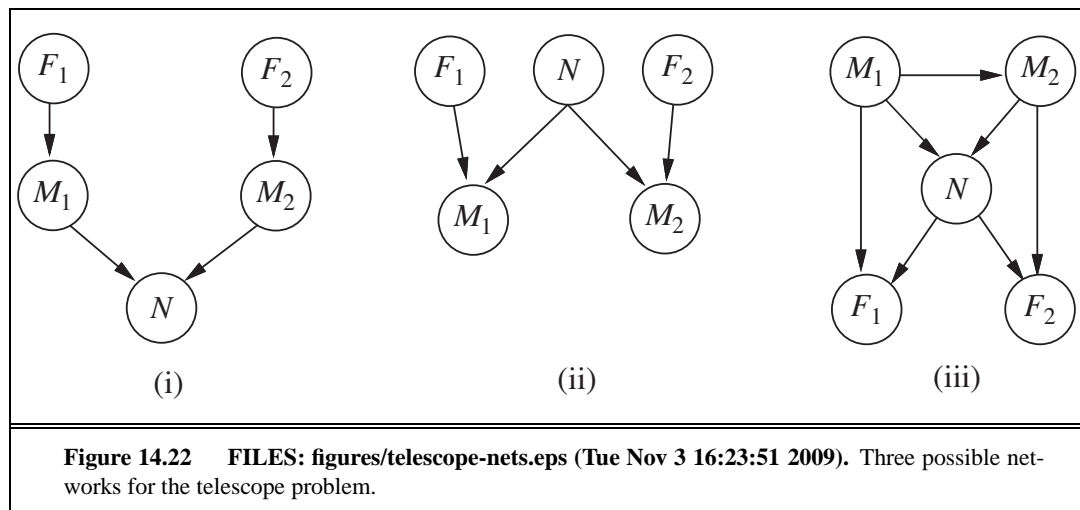 F1 F2 F1 N F2 M1 M2
M1 M2 M1 M2 N
N F1 F2
(i) (ii) (iii)
Figure 14.22 FILES: figures/telescope-nets.eps (Tue Nov 3 16:23:51 2009). Three possible net-
works for the telescope problem.